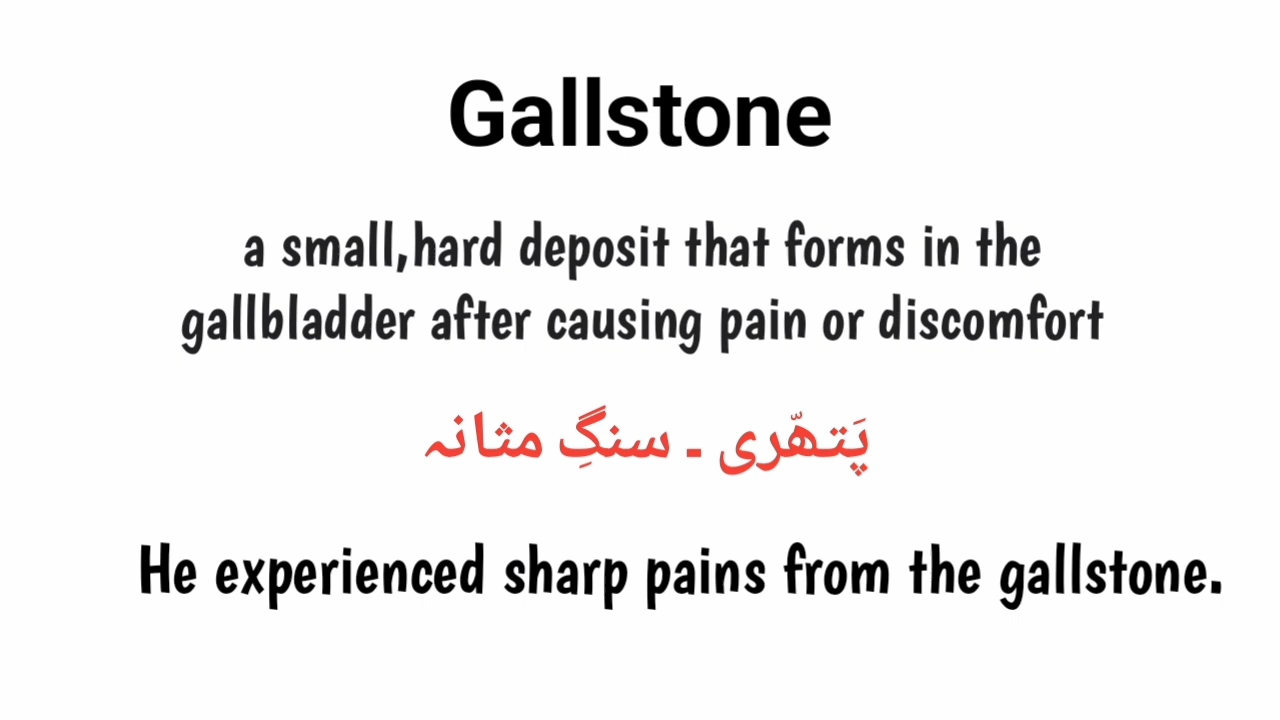 Gallstone
a small,hard deposit that forms in the
gallbladder after causing pain or discomfort
پَتھّری ۔ سنگِ مثانہ
He experienced sharp pains from the gallstone.